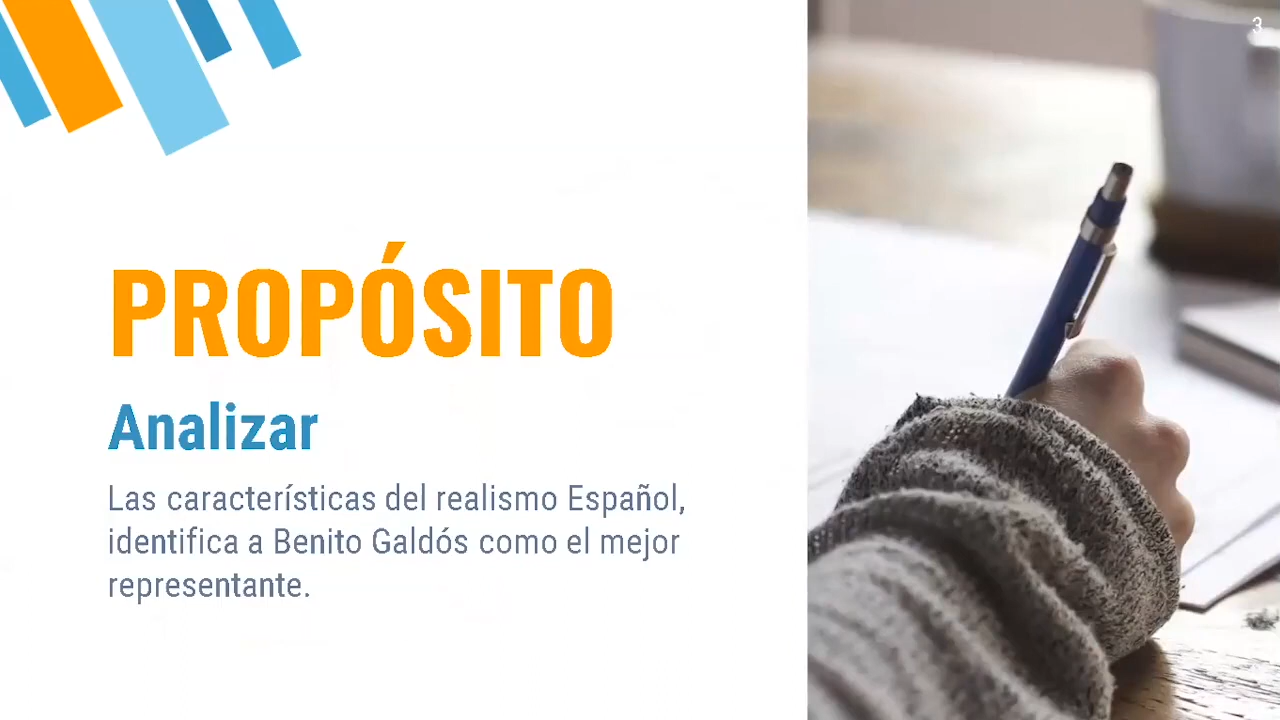 3
PROPÓSITO
Analizar
Las características del realismo Español,
identifica a Benito Galdós como el mejor
representante.